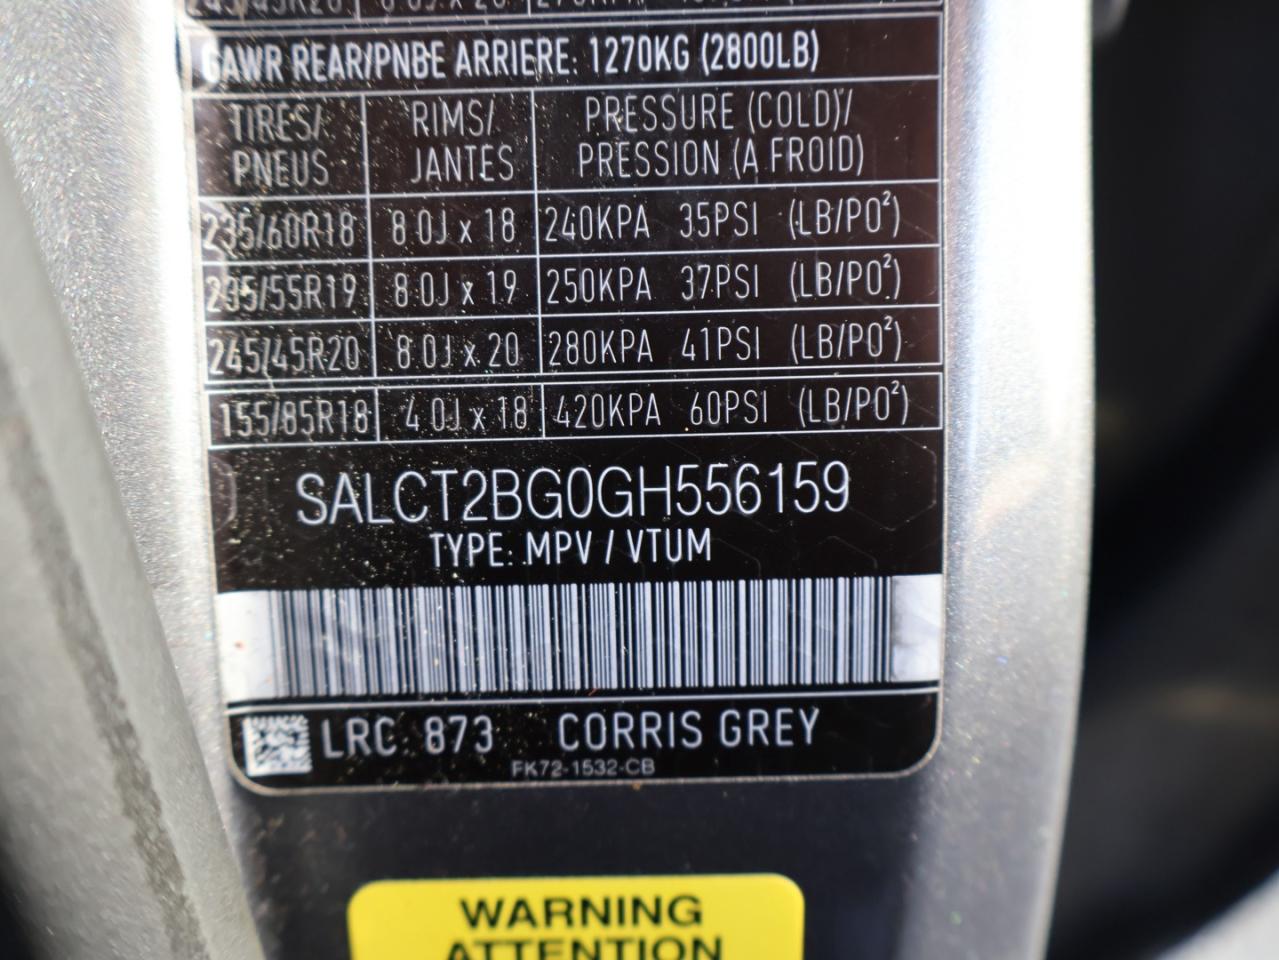 GAWR REAR/PNBE ARRIERE: 1270KG (2800LB)
TIRES/ RIMS/ PRESSURE (COLD)/
PNEUS JANTES PRESSION (A FROID)
235/60R18 8.0J x 18 240KPA 35PSI (LB/PO²)
235/55R19 8.0J x 19 250KPA 37PSI (LB/PO²)
245/45R20 8.0J x 20 280KPA 41PSI (LB/PO²)
155/85R18 4.0J x 18 420KPA 60PSI (LB/PO²)
SALCT2BG0GH556159
TYPE: MPV / VTUM
LRC 873 CORRIS GREY
FK72-1532-CB
WARNING
ATTENTION